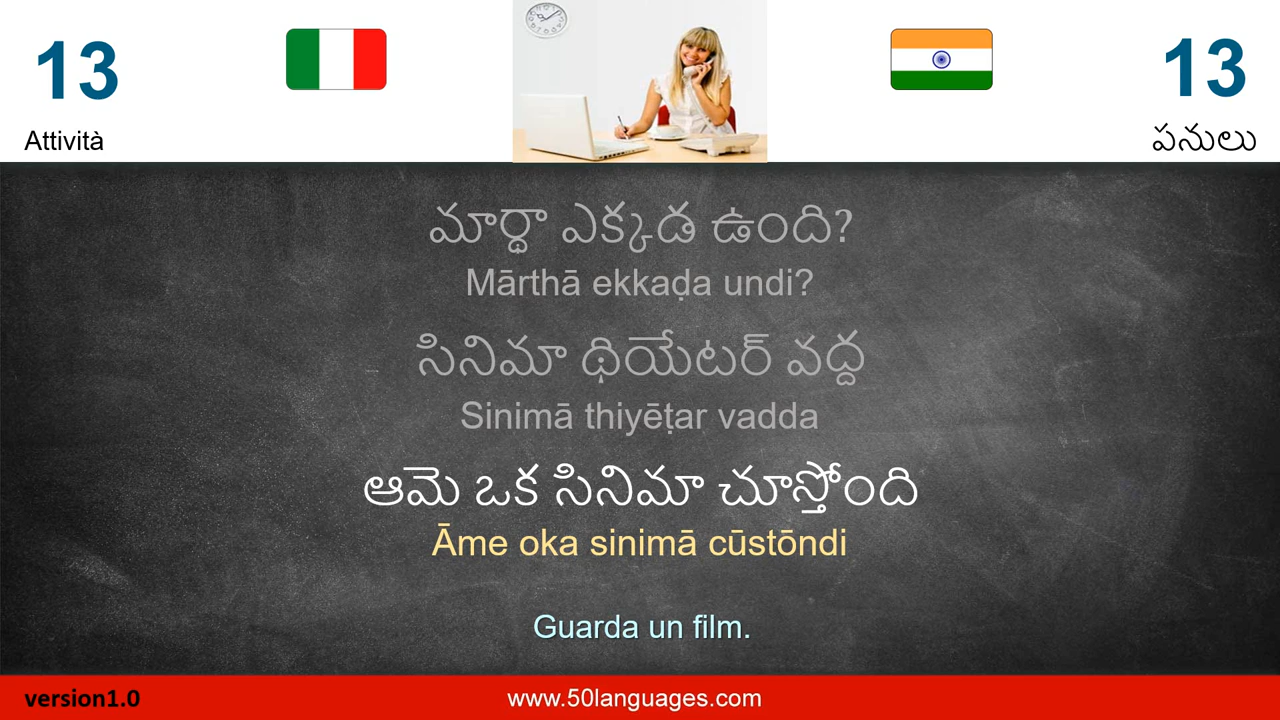 13
13
Attività
పనులు
మార్థా ఎక్కడ ఉంది?
Mārthā ekkaḍa undi?
సినిమా థియేటర్ వద్ద
Sinimā thiyēṭar vadda
ఆమె ఒక సినిమా చూస్తోంది
Āme oka sinimā cūstōndi
Guarda un film.
version1.0
www.50languages.com